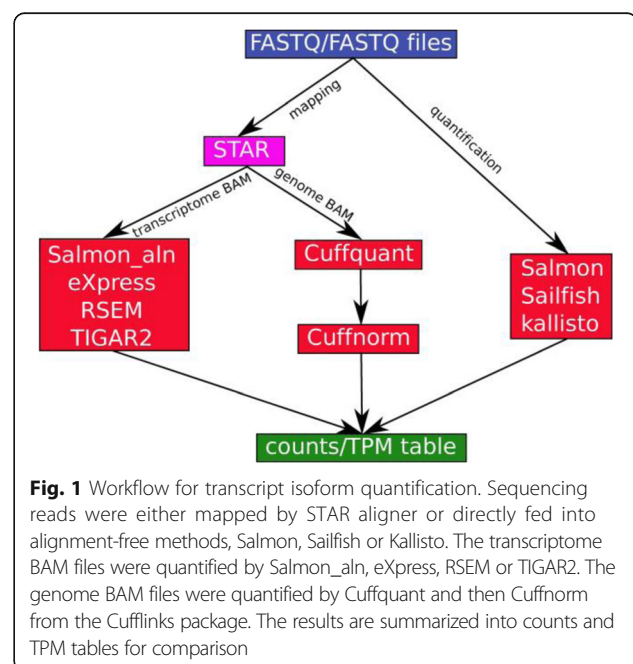 FASTQ/FASTQ files
mapping
quantification
STAR
transcriptome BAM
genome BAM
Salmon_aln
eXpress
RSEM
TIGAR2
Cuffquant
Cuffnorm
Salmon
Sailfish
kallisto
counts/TPM table
Fig. 1 Workflow for transcript isoform quantification. Sequencing
reads were either mapped by STAR aligner or directly fed into
alignment-free methods, Salmon, Sailfish or Kallisto. The transcriptome
BAM files were quantified by Salmon_aln, eXpress, RSEM or TIGAR2. The
genome BAM files were quantified by Cuffquant and then Cuffnorm
from the Cufflinks package. The results are summarized into counts and
TPM tables for comparison